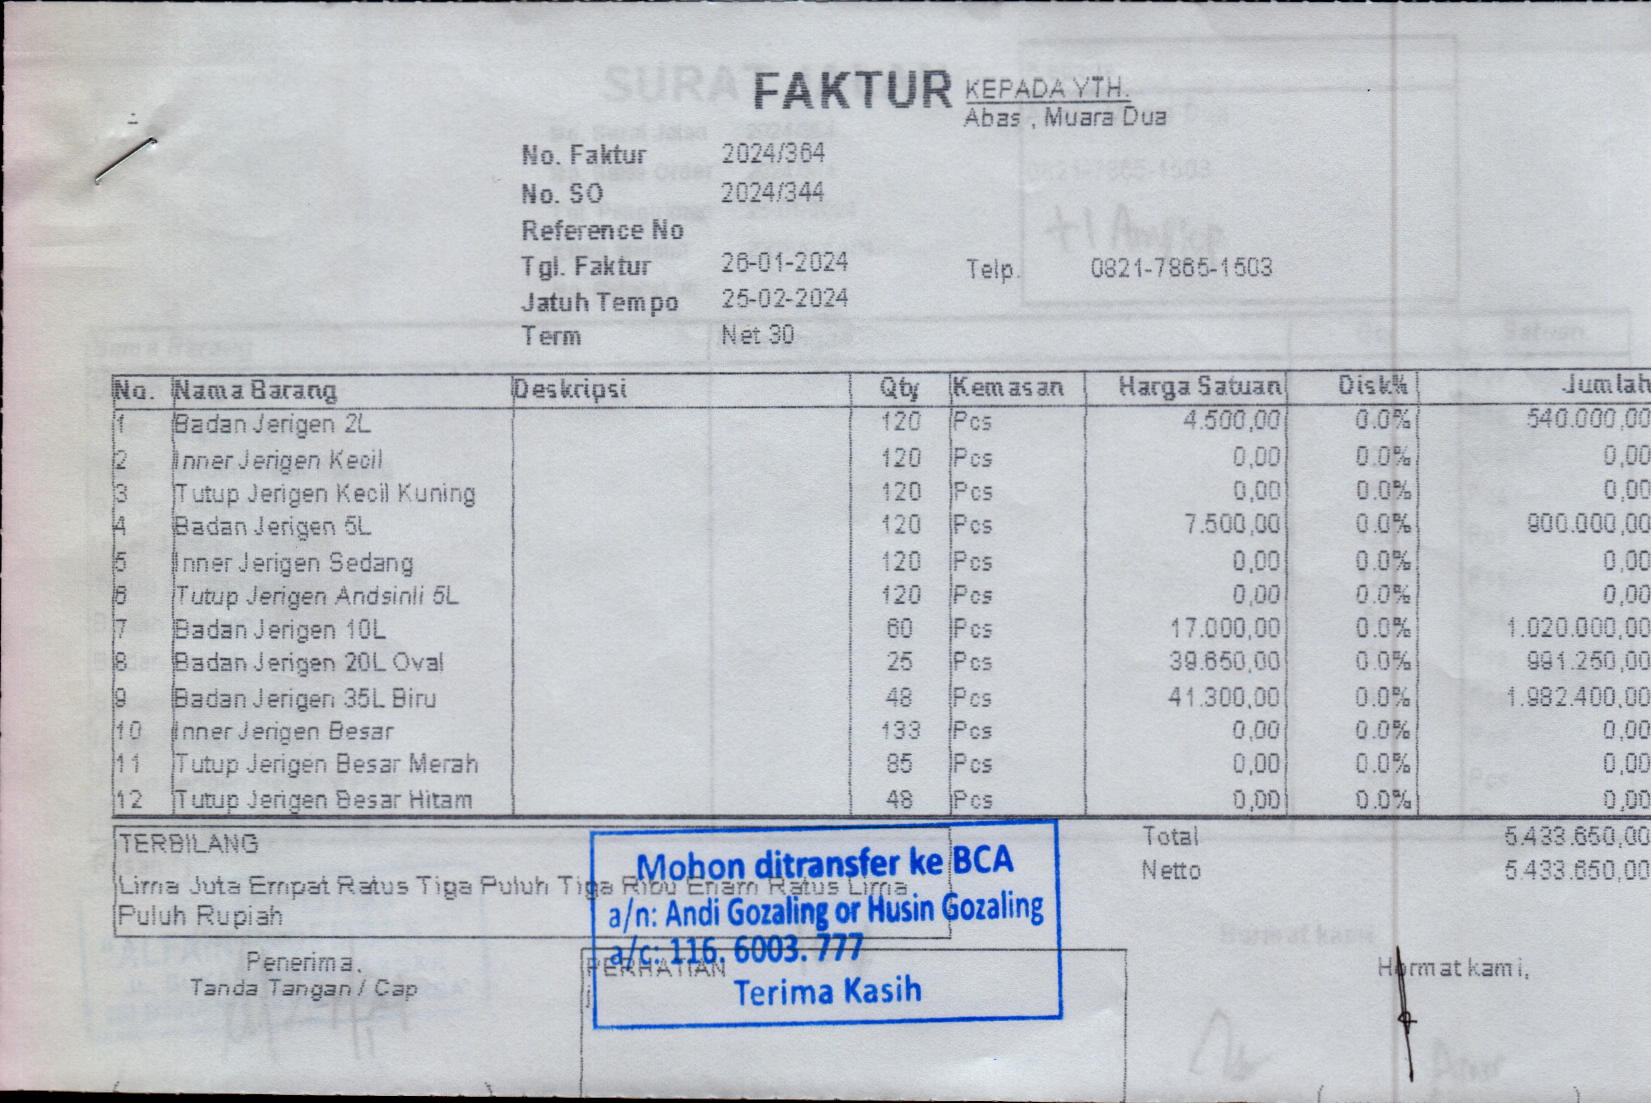 FAKTUR
KEPADA YTH.
Abas , Muara Dua
No. Faktur 2024/364
No. SO 2024/344
Reference No
Tgl. Faktur 26-01-2024 Telp. 0821-7865-1503
Jatuh Tempo 25-02-2024
Term Net 30
No. Nama Barang Deskripsi Qty Kemasan Harga Satuan Disk% Jumlah
1 Badan Jerigen 2L 120 Pcs 4.500,00 0.0% 540.000,00
2 Inner Jerigen Kecil 120 Pcs 0,00 0.0% 0,00
3 Tutup Jerigen Kecil Kuning 120 Pcs 0,00 0.0% 0,00
4 Badan Jerigen 5L 120 Pcs 7.500,00 0.0% 900.000,00
5 Inner Jerigen Sedang 120 Pcs 0,00 0.0% 0,00
6 Tutup Jerigen Andsinli 5L 120 Pcs 0,00 0.0% 0,00
7 Badan Jerigen 10L 60 Pcs 17.000,00 0.0% 1.020.000,00
8 Badan Jerigen 20L Oval 25 Pcs 39.650,00 0.0% 991.250,00
9 Badan Jerigen 35L Biru 48 Pcs 41.300,00 0.0% 1.982.400,00
10 Inner Jerigen Besar 133 Pcs 0,00 0.0% 0,00
11 Tutup Jerigen Besar Merah 85 Pcs 0,00 0.0% 0,00
12 Tutup Jerigen Besar Hitam 48 Pcs 0,00 0.0% 0,00
TERBILANG
Lima Juta Empat Ratus Tiga Puluh Tiga Ribu Enam Ratus Lima
Puluh Rupiah
Total 5.433.650,00
Netto 5.433.650,00
Mohon ditransfer ke BCA
a/n: Andi Gozaling or Husin Gozaling
a/c: 116. 6003. 777
Terima Kasih
Penerima,
Tanda Tangan / Cap
PERHATIAN
Hormat kami,